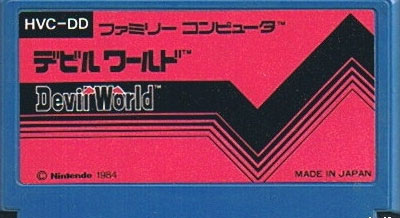 HVC-DD ファミリー コンピュータ™
デビルワールド™
Devil World™
© Nintendo 1984 MADE IN JAPAN